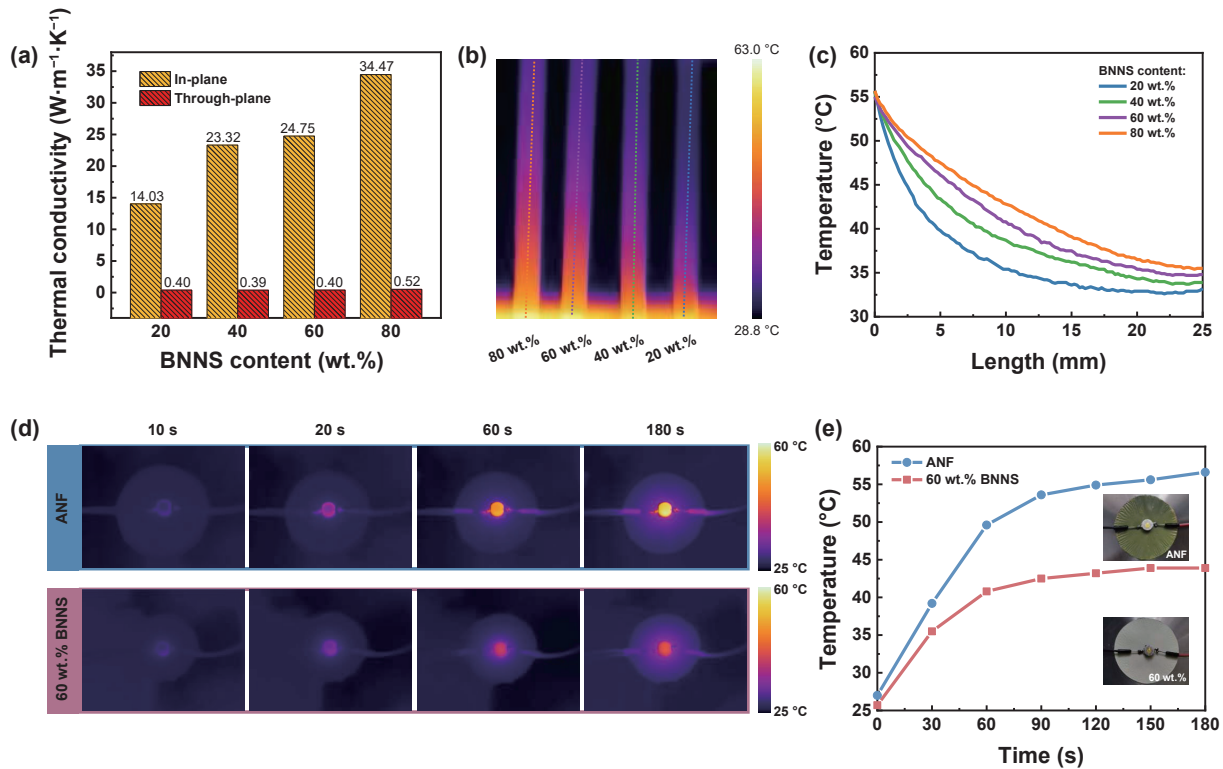 (a)
Thermal conductivity (W·m⁻¹·K⁻¹)
35
30
25
20
15
10
5
0
In-plane
Through-plane
14.03
0.40
23.32
0.39
24.75
0.40
34.47
0.52
20
40
60
80
BNNS content (wt.%)
(b)
63.0 °C
28.8 °C
80 wt.%
60 wt.%
40 wt.%
20 wt.%
(c)
Temperature (°C)
60
55
50
45
40
35
30
BNNS content:
20 wt.%
40 wt.%
60 wt.%
80 wt.%
0
5
10
15
20
25
Length (mm)
(d)
10 s
20 s
60 s
180 s
ANF
60 °C
25 °C
60 wt.% BNNS
60 °C
25 °C
(e)
Temperature (°C)
60
55
50
45
40
35
30
25
ANF
60 wt.% BNNS
ANF
60 wt.%
0
30
60
90
120
150
180
Time (s)